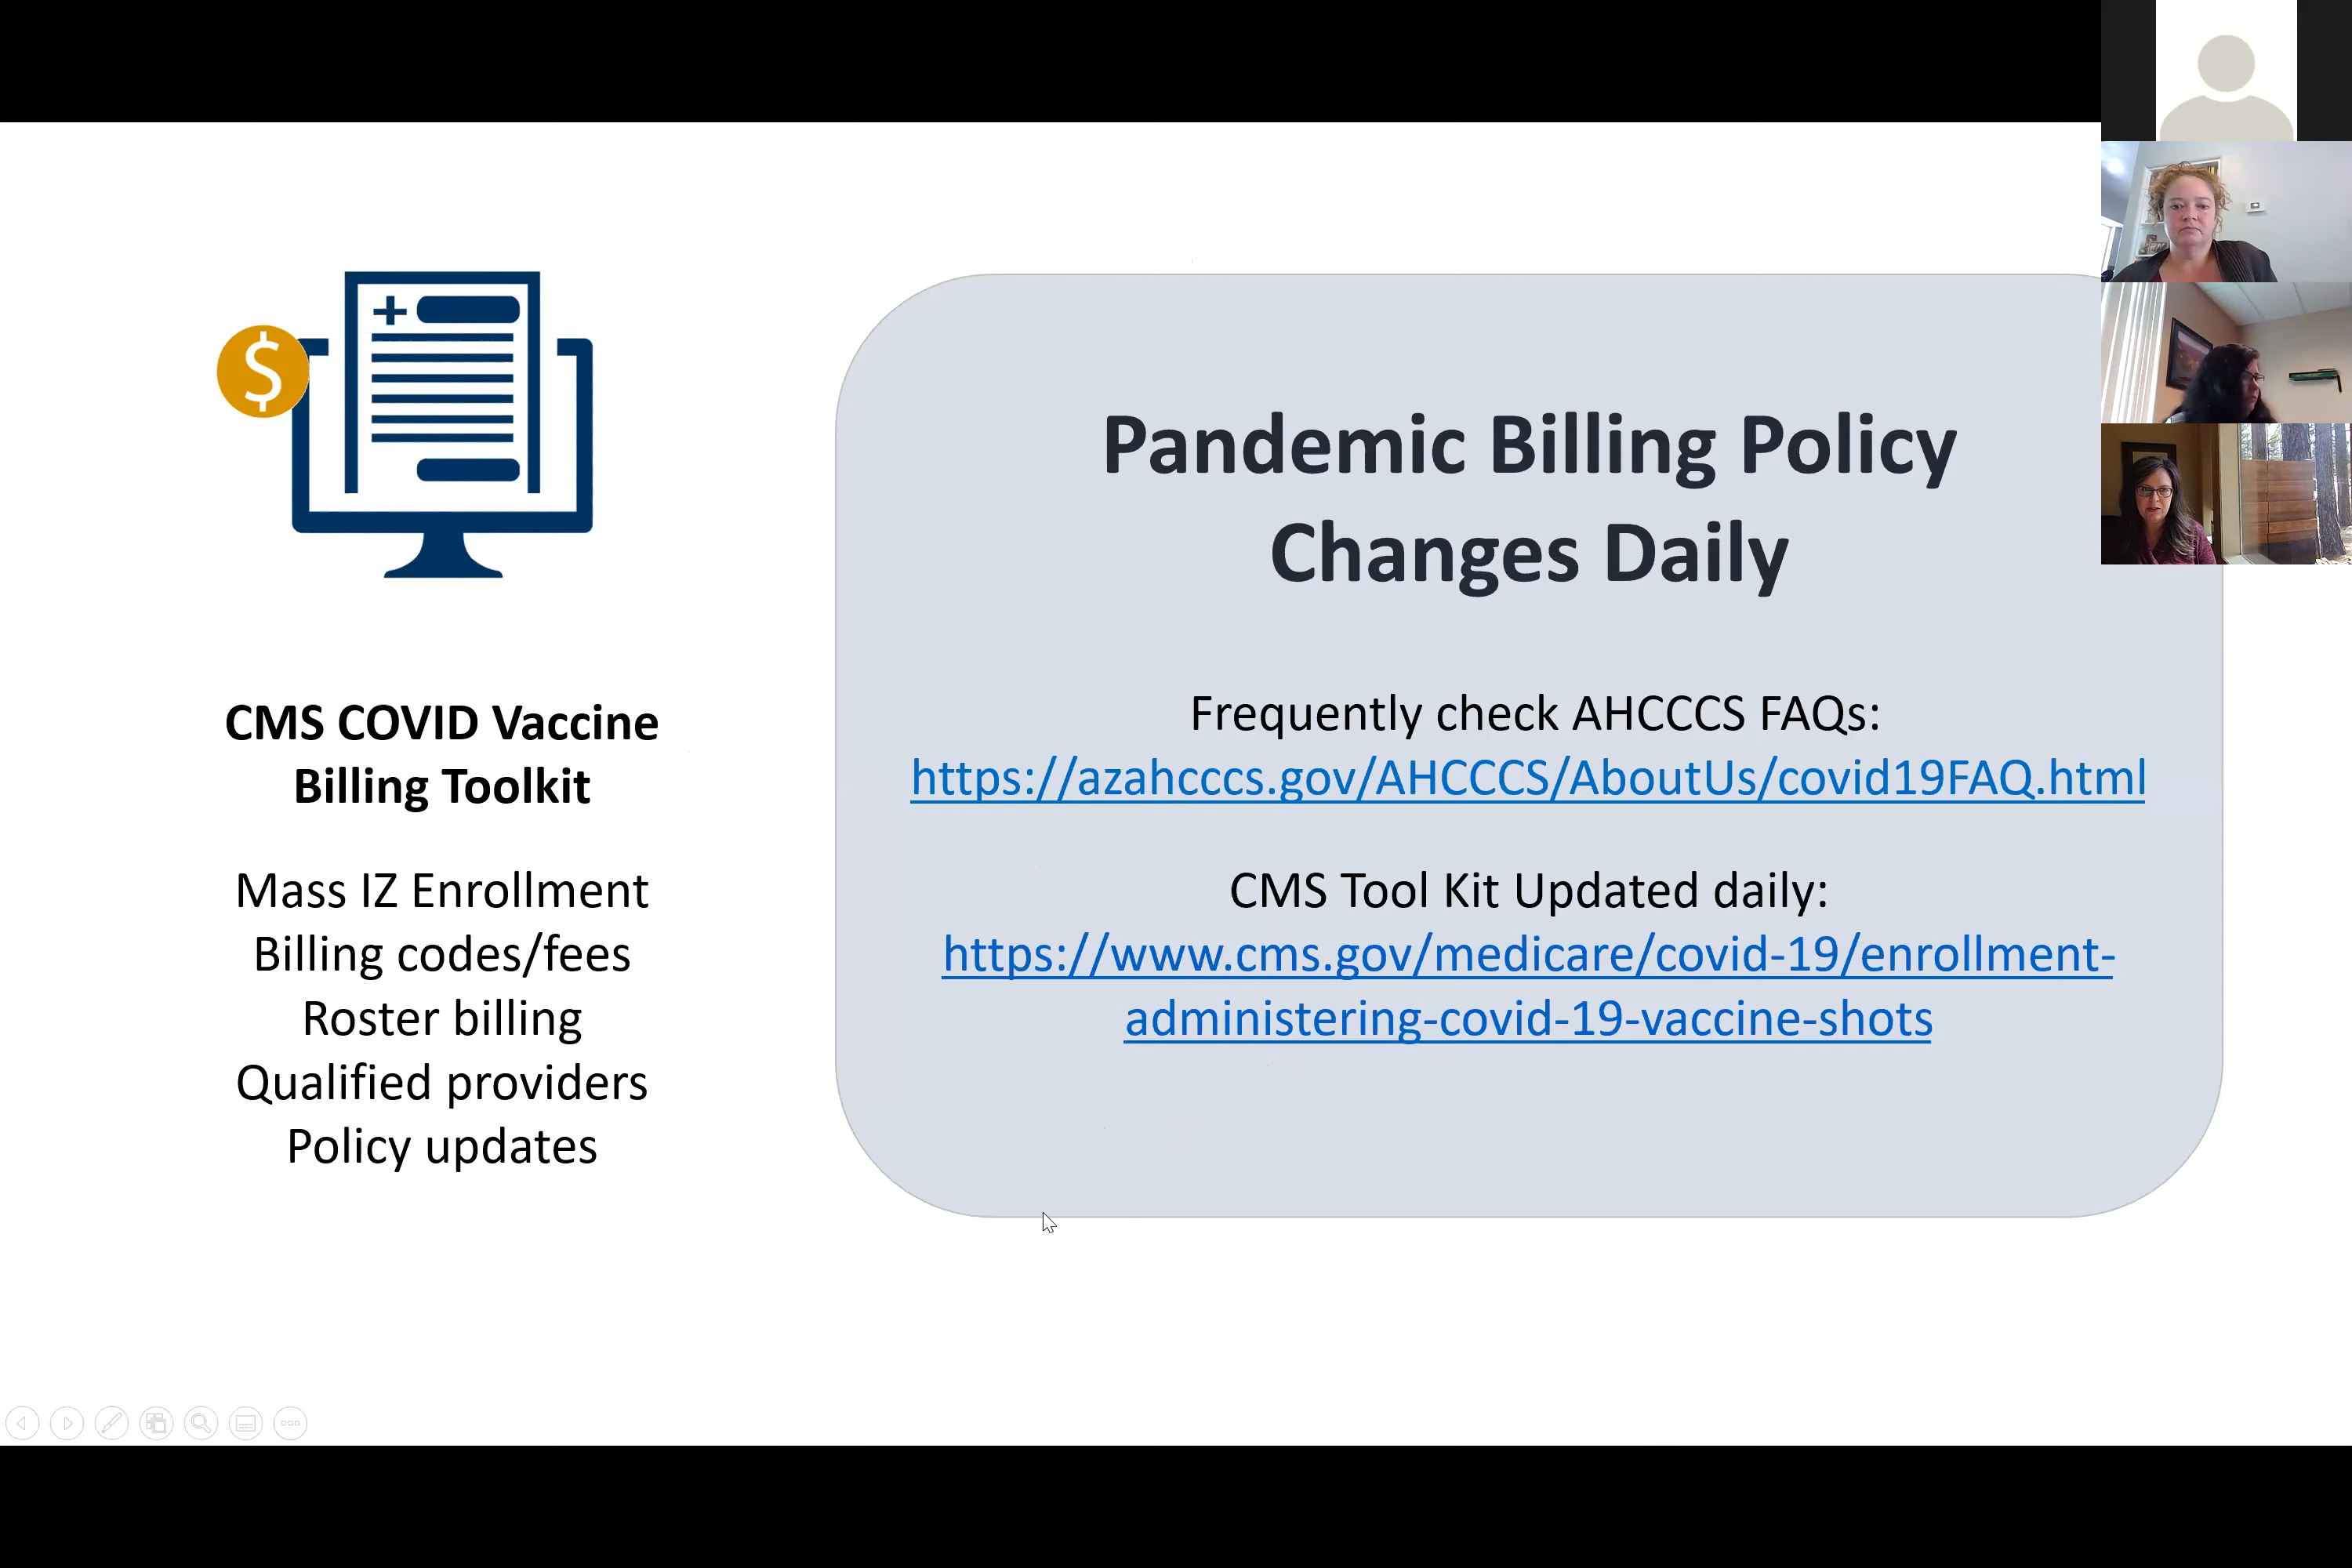 $
CMS COVID Vaccine
Billing Toolkit
Mass IZ Enrollment
Billing codes/fees
Roster billing
Qualified providers
Policy updates
Pandemic Billing Policy
Changes Daily
Frequently check AHCCCS FAQs:
https://azahcccs.gov/AHCCCS/AboutUs/covid19FAQ.html
CMS Tool Kit Updated daily:
https://www.cms.gov/medicare/covid-19/enrollment-
administering-covid-19-vaccine-shots